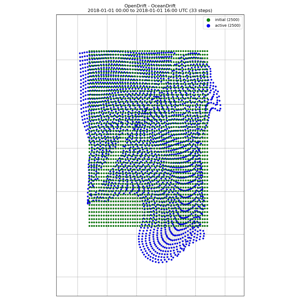 OpenDrift - OceanDrift
2018-01-01 00:00 to 2018-01-01 16:00 UTC (33 steps)
initial (2500)
active (2500)